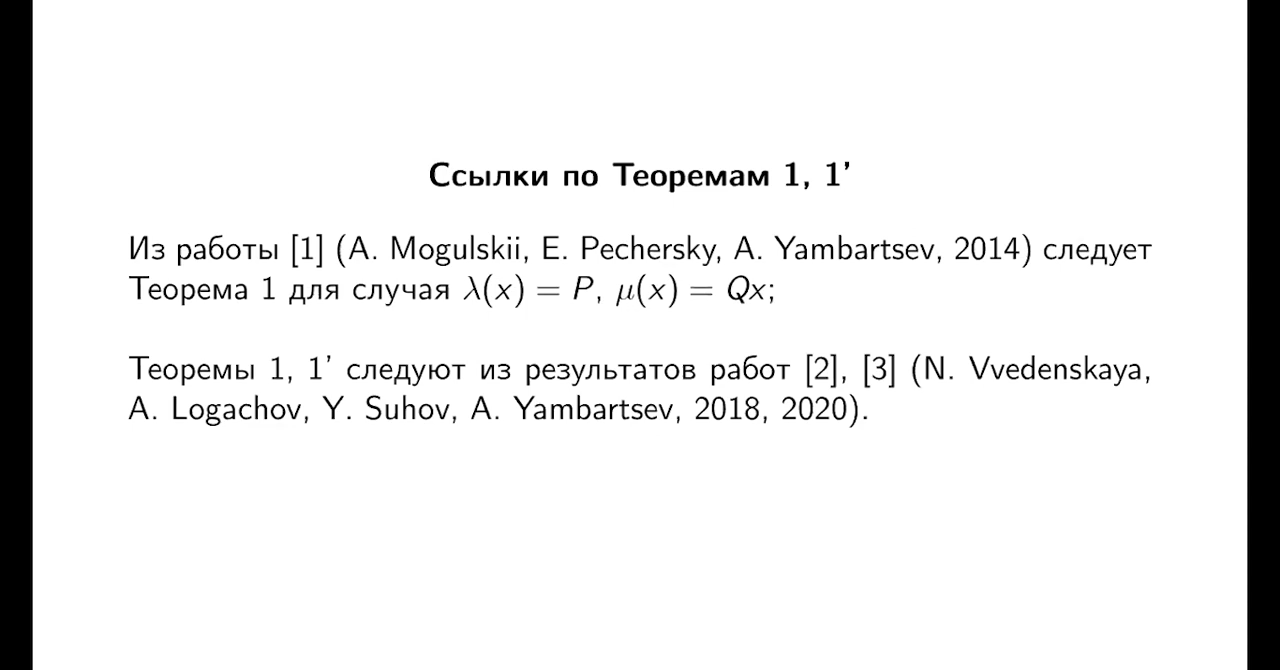 Ссылки по Теоремам 1, 1’
Из работы [1] (A. Mogulskii, E. Pechersky, A. Yambartsev, 2014) следует
Теорема 1 для случая λ(x) = P, μ(x) = Qx;
Теоремы 1, 1’ следуют из результатов работ [2], [3] (N. Vvedenskaya,
A. Logachov, Y. Suhov, A. Yambartsev, 2018, 2020).